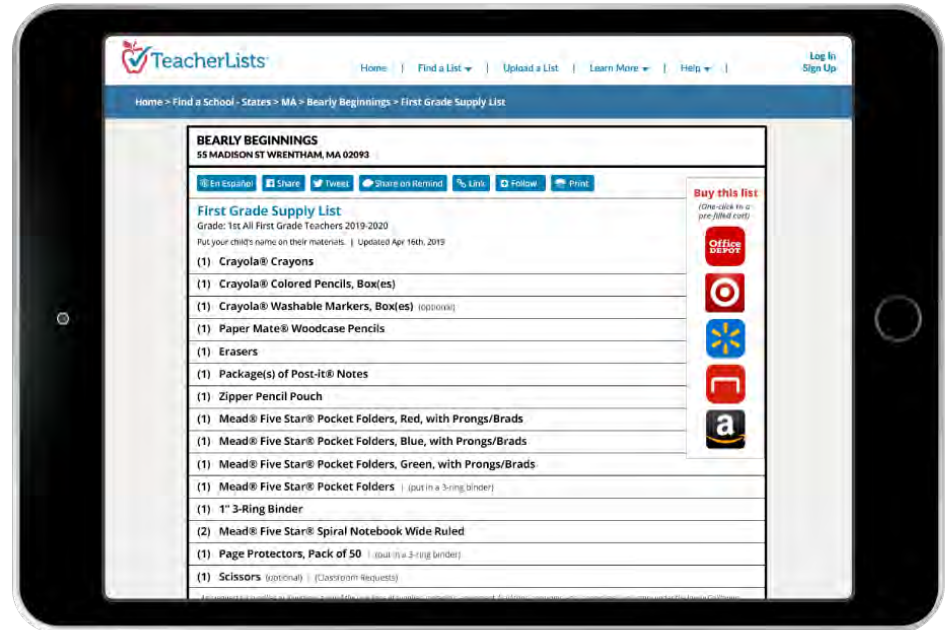 TeacherLists
Home | Find a List | Upload a List | Learn More | Help |
Log In
Sign Up
Home > Find a School - States > MA > Bearly Beginnings > First Grade Supply List
BEARLY BEGINNINGS
55 MADISON ST WRENTHAM, MA 02093
En Español Share Tweet Share on Remind Link Follow Print
Buy this list
(One-click to a
pre-filled cart)
Office
DEPOT
a
First Grade Supply List
Grade: 1st All First Grade Teachers 2019-2020
Put your child's name on their materials. | Updated Apr 16th, 2019
(1) Crayola® Crayons
(1) Crayola® Colored Pencils, Box(es)
(1) Crayola® Washable Markers, Box(es) (optional)
(1) Paper Mate® Woodcase Pencils
(1) Erasers
(1) Package(s) of Post-it® Notes
(1) Zipper Pencil Pouch
(1) Mead® Five Star® Pocket Folders, Red, with Prongs/Brads
(1) Mead® Five Star® Pocket Folders, Blue, with Prongs/Brads
(1) Mead® Five Star® Pocket Folders, Green, with Prongs/Brads
(1) Mead® Five Star® Pocket Folders | (put in a 3-ring binder)
(1) 1" 3-Ring Binder
(2) Mead® Five Star® Spiral Notebook Wide Ruled
(1) Page Protectors, Pack of 50 | (put in a 3-ring binder)
(1) Scissors (optional) | (Classroom Requests)